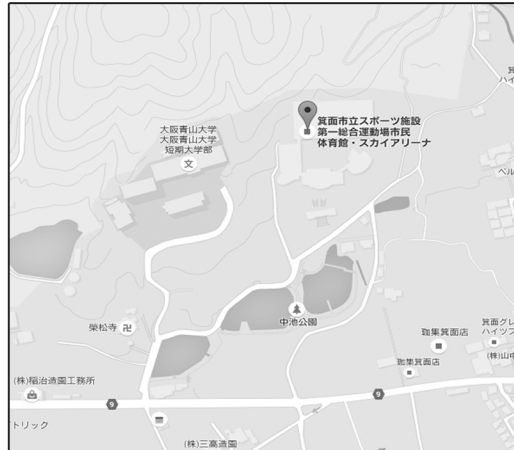 箕面市立スポーツ施設
第一総合運動場市民
体育館・スカイアリーナ
大阪青山大学
大阪青山大学
短期大学部
文
ベル
中池公園
榮松寺
珈集箕面店
箕面グレ
ハイツブ
(株)山中
珈集箕面店
(株)稲治造園工務所
9
9
トリック
(株)三高造園